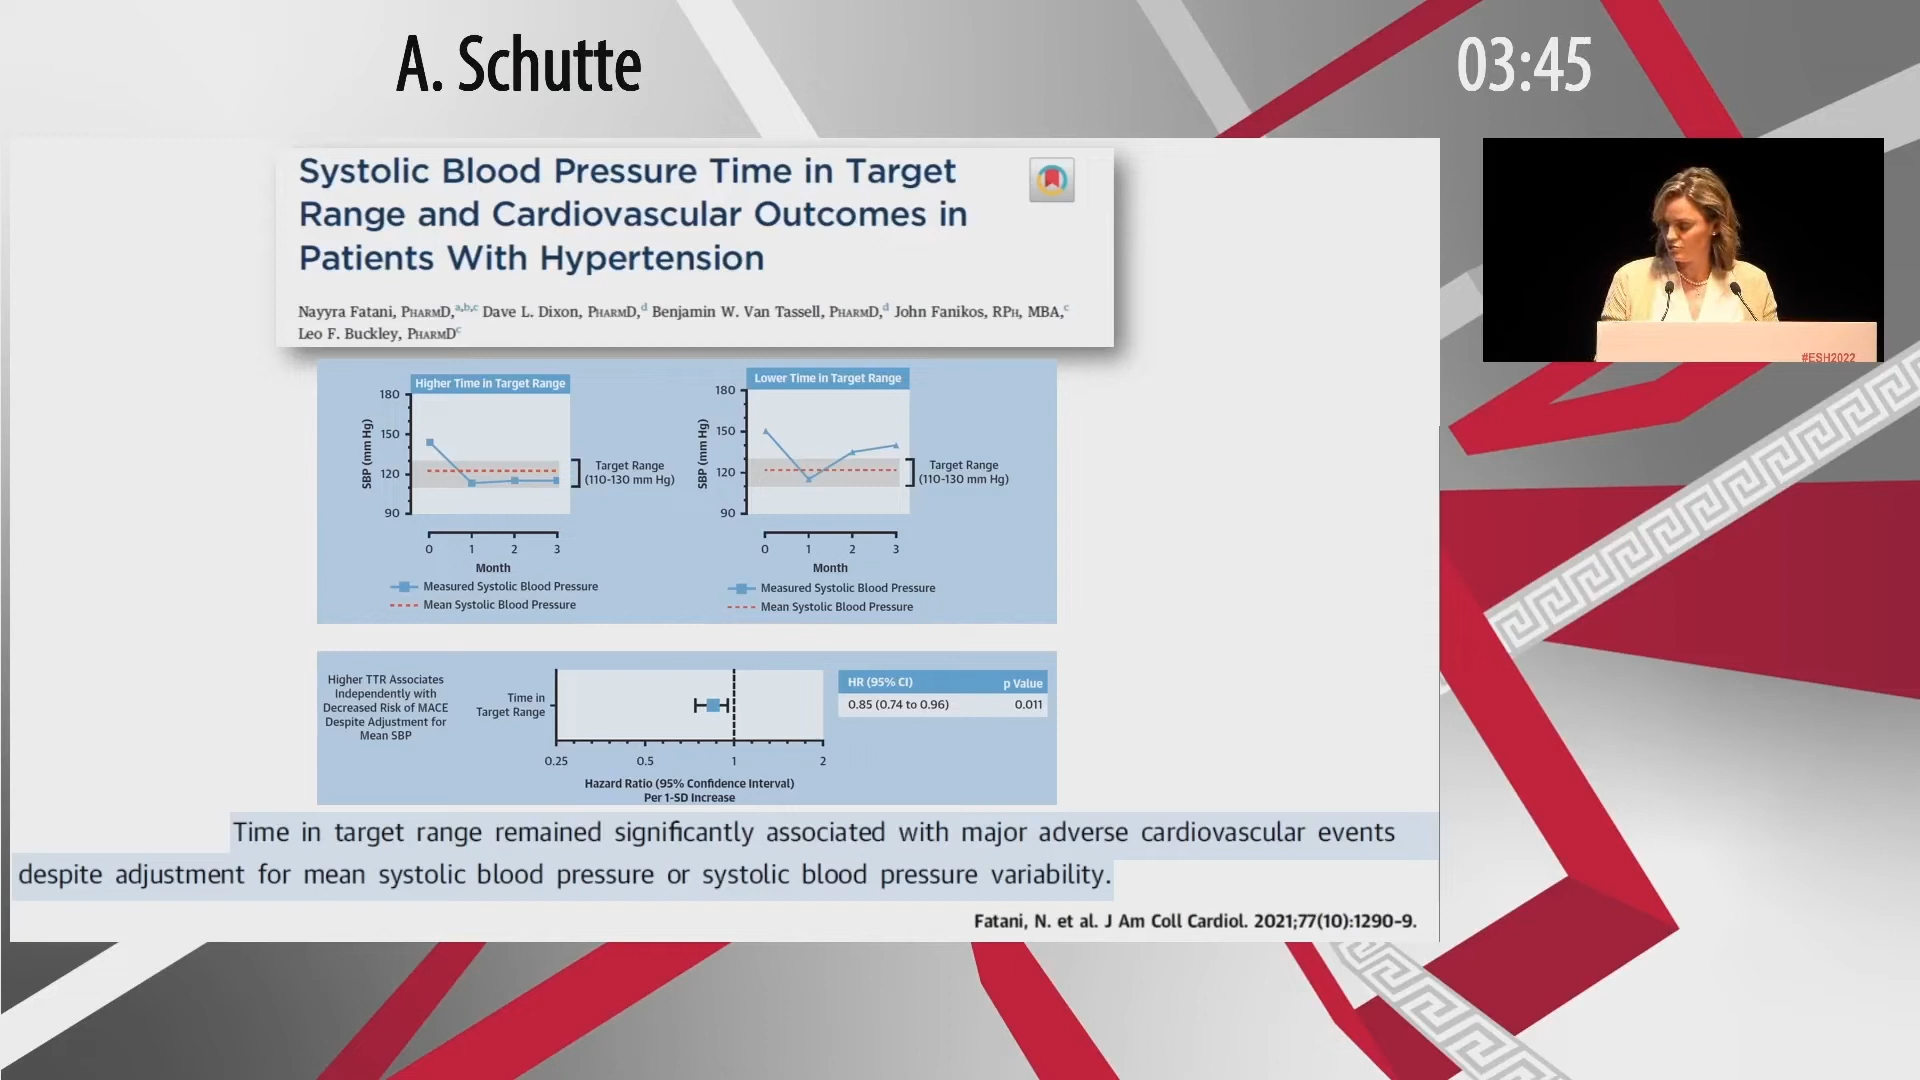 A. Schutte
03:45
Systolic Blood Pressure Time in Target
Range and Cardiovascular Outcomes in
Patients With Hypertension
Nayyra Fatani, PharmD,a,b,c Dave L. Dixon, PharmD,d Benjamin W. Van Tassell, PharmD,d John Fanikos, RPh, MBA,c
Leo F. Buckley, PharmDc
#ESH2022
Higher Time in Target Range
SBP (mm Hg)
180
150
120
90
Target Range
(110-130 mm Hg)
0 1 2 3
Month
Measured Systolic Blood Pressure
Mean Systolic Blood Pressure
Lower Time in Target Range
SBP (mm Hg)
180
150
120
90
Target Range
(110-130 mm Hg)
0 1 2 3
Month
Measured Systolic Blood Pressure
Mean Systolic Blood Pressure
Higher TTR Associates
Independently with
Decreased Risk of MACE
Despite Adjustment for
Mean SBP
Time in
Target Range
0.25 0.5 1 2
Hazard Ratio (95% Confidence Interval)
Per 1-SD Increase
HR (95% CI) p Value
0.85 (0.74 to 0.96) 0.011
Time in target range remained significantly associated with major adverse cardiovascular events
despite adjustment for mean systolic blood pressure or systolic blood pressure variability.
Fatani, N. et al. J Am Coll Cardiol. 2021;77(10):1290-9.